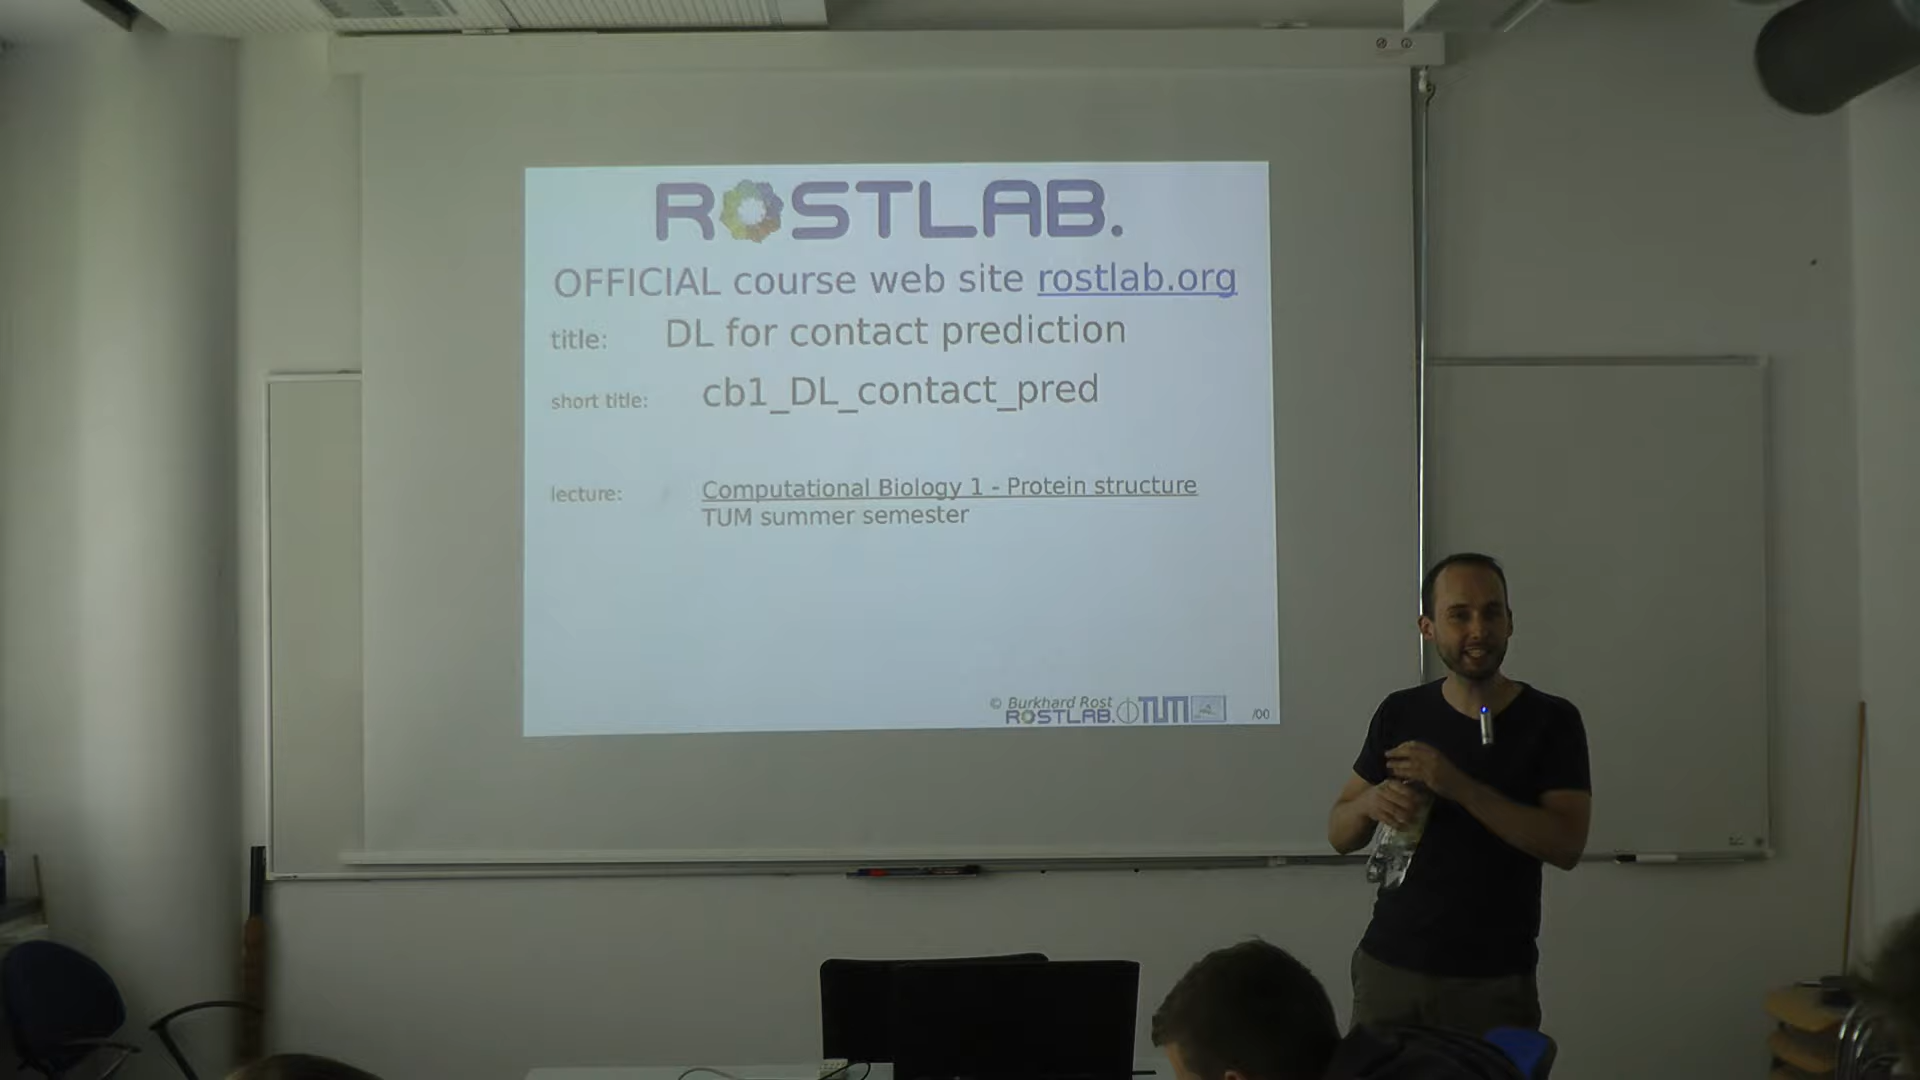 ROSTLAB.
OFFICIAL course web site rostlab.org
title: DL for contact prediction
short title: cb1_DL_contact_pred
lecture: Computational Biology 1 - Protein structure
TUM summer semester
© Burkhard Rost
ROSTLAB. TUM /00